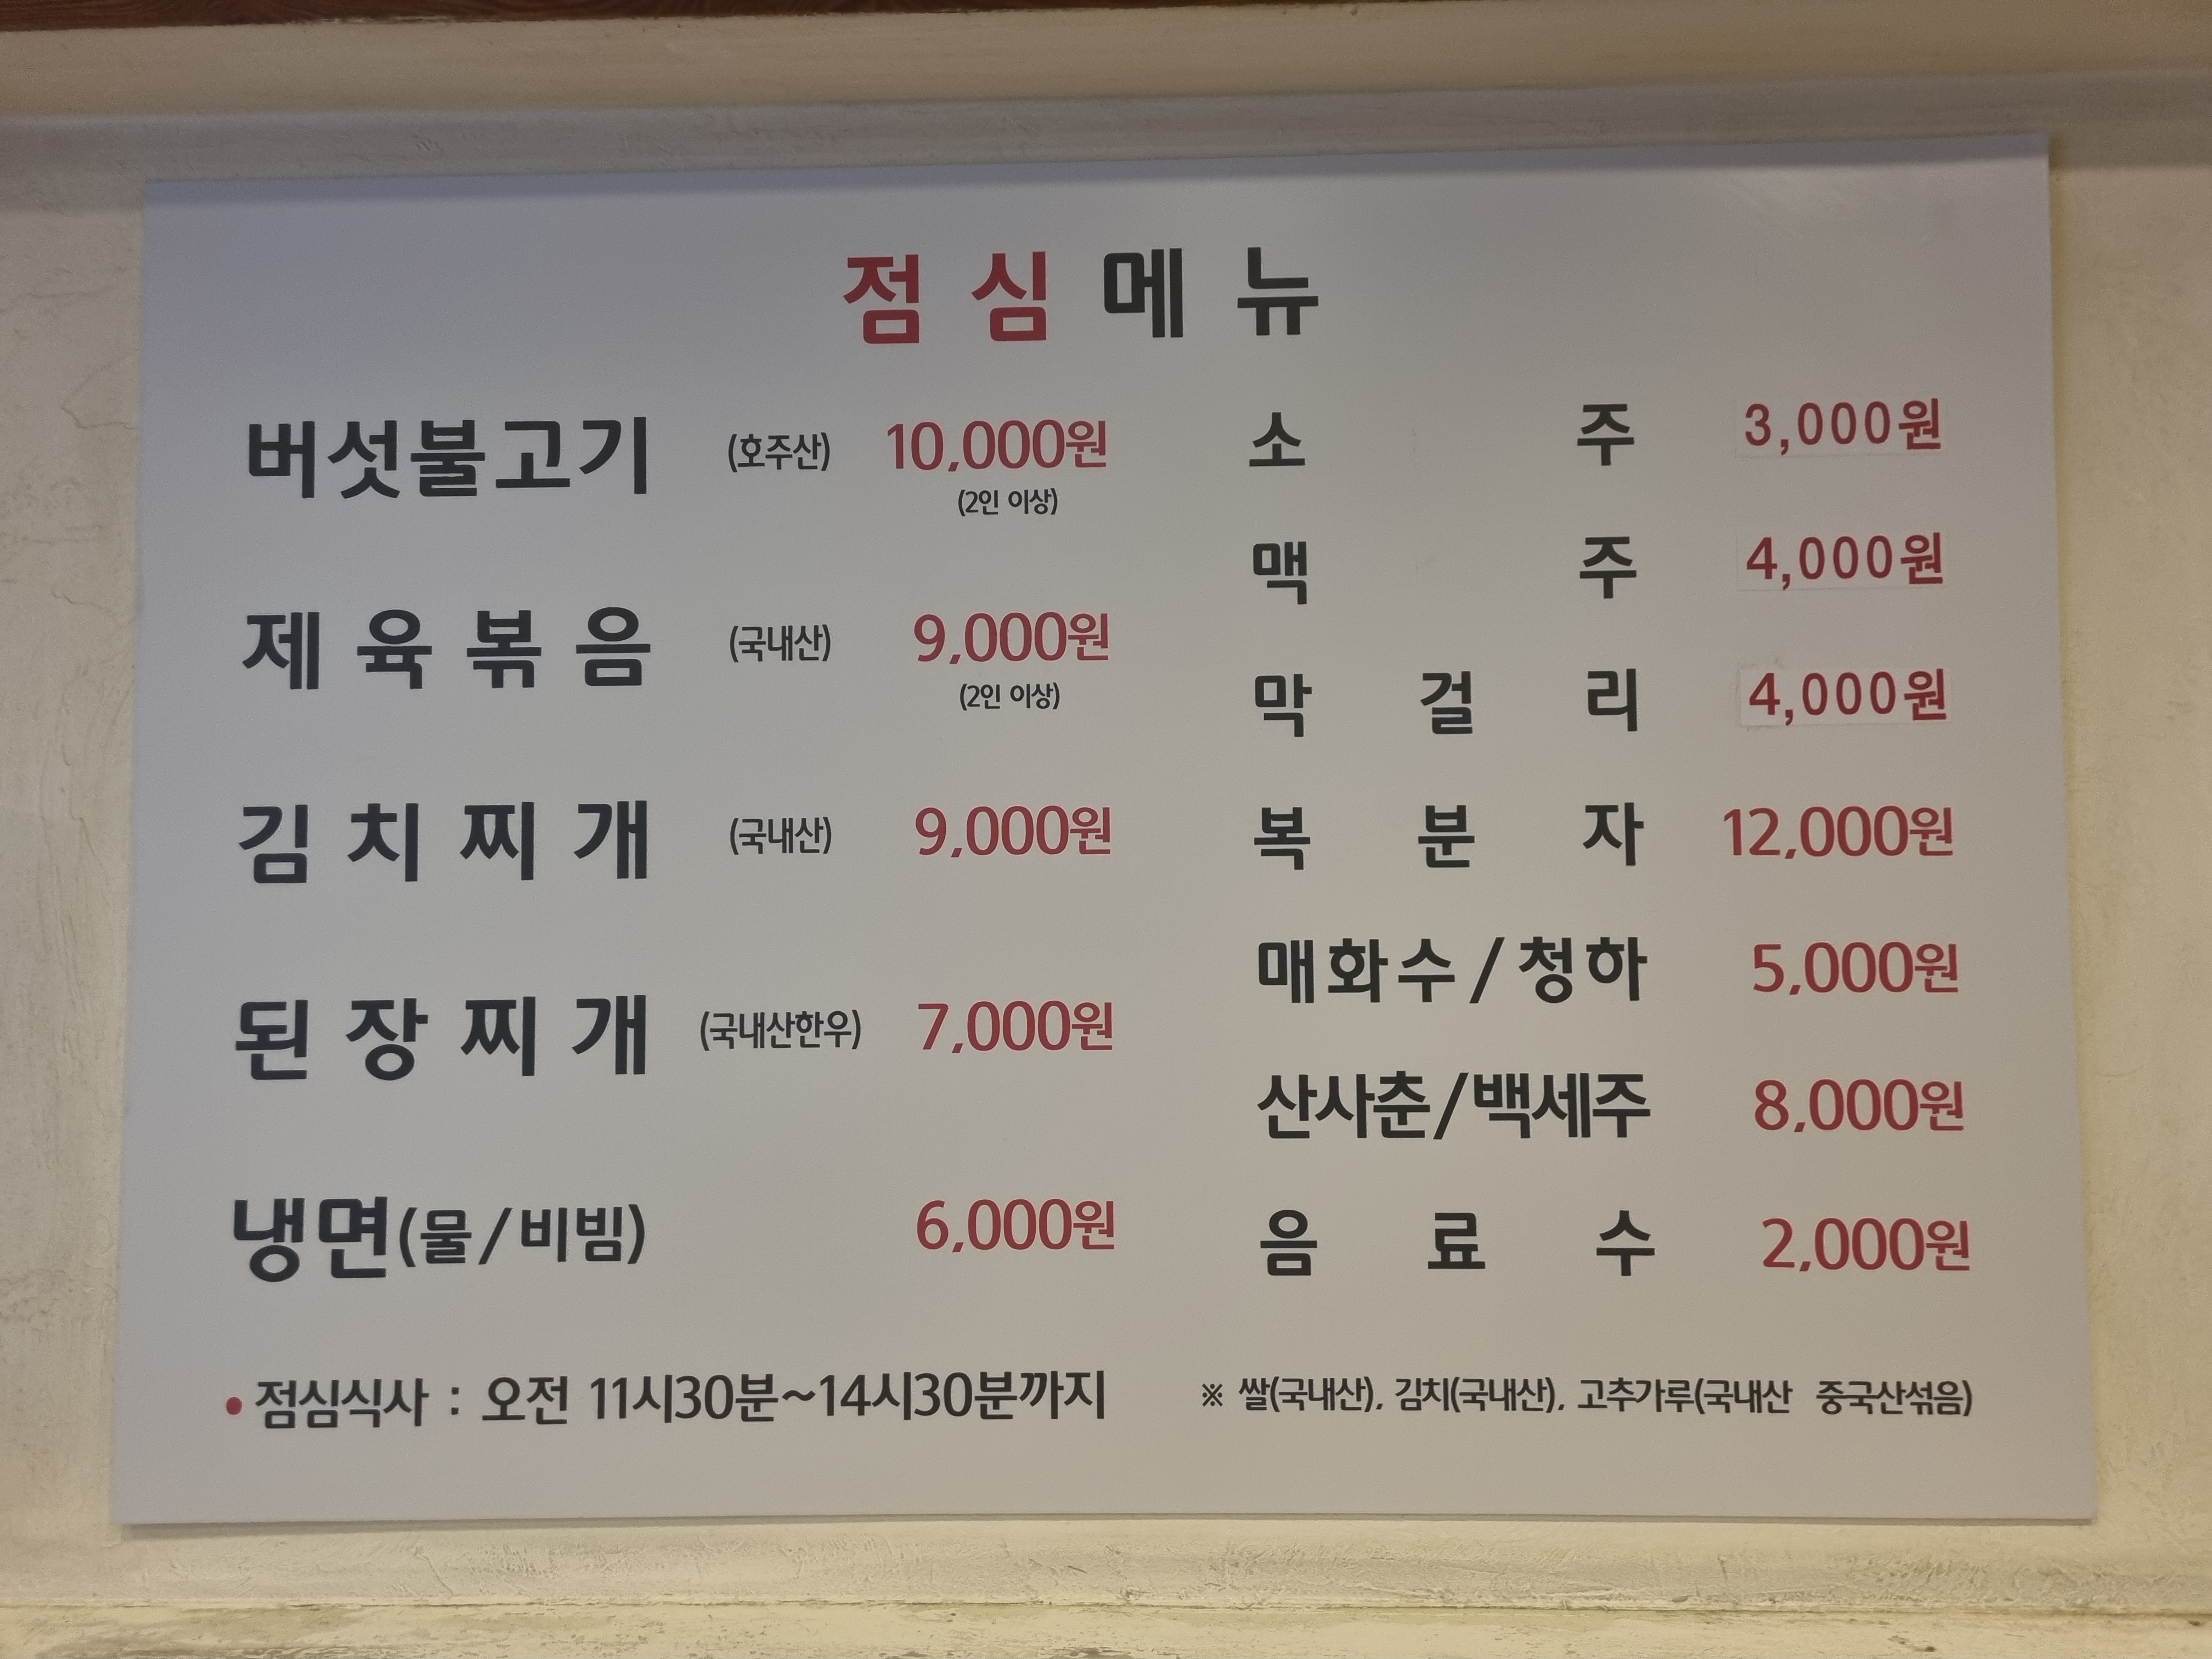 점심메뉴
버섯불고기 (호주산) 10,000원
(2인 이상)
제육볶음 (국내산) 9,000원
(2인 이상)
김치찌개 (국내산) 9,000원
된장찌개 (국내산한우) 7,000원
냉면(물/비빔) 6,000원
• 점심식사 : 오전 11시30분~14시30분까지
소주 3,000원
맥주 4,000원
막걸리 4,000원
복분자 12,000원
매화수/청하 5,000원
산사춘/백세주 8,000원
음료수 2,000원
※ 쌀(국내산), 김치(국내산), 고추가루(국내산 중국산섞음)